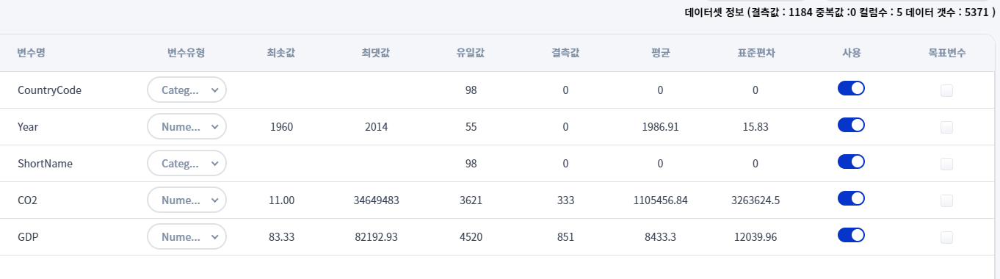 데이터셋 정보 (결측값 : 1184 중복값 :0 컬럼수 : 5 데이터 갯수 : 5371 )
변수명 변수유형 최솟값 최댓값 유일값 결측값 평균 표준편차 사용 목표변수
CountryCode Categ... 98 0 0 0
Year Nume... 1960 2014 55 0 1986.91 15.83
ShortName Categ... 98 0 0 0
CO2 Nume... 11.00 34649483 3621 333 1105456.84 3263624.5
GDP Nume... 83.33 82192.93 4520 851 8433.3 12039.96